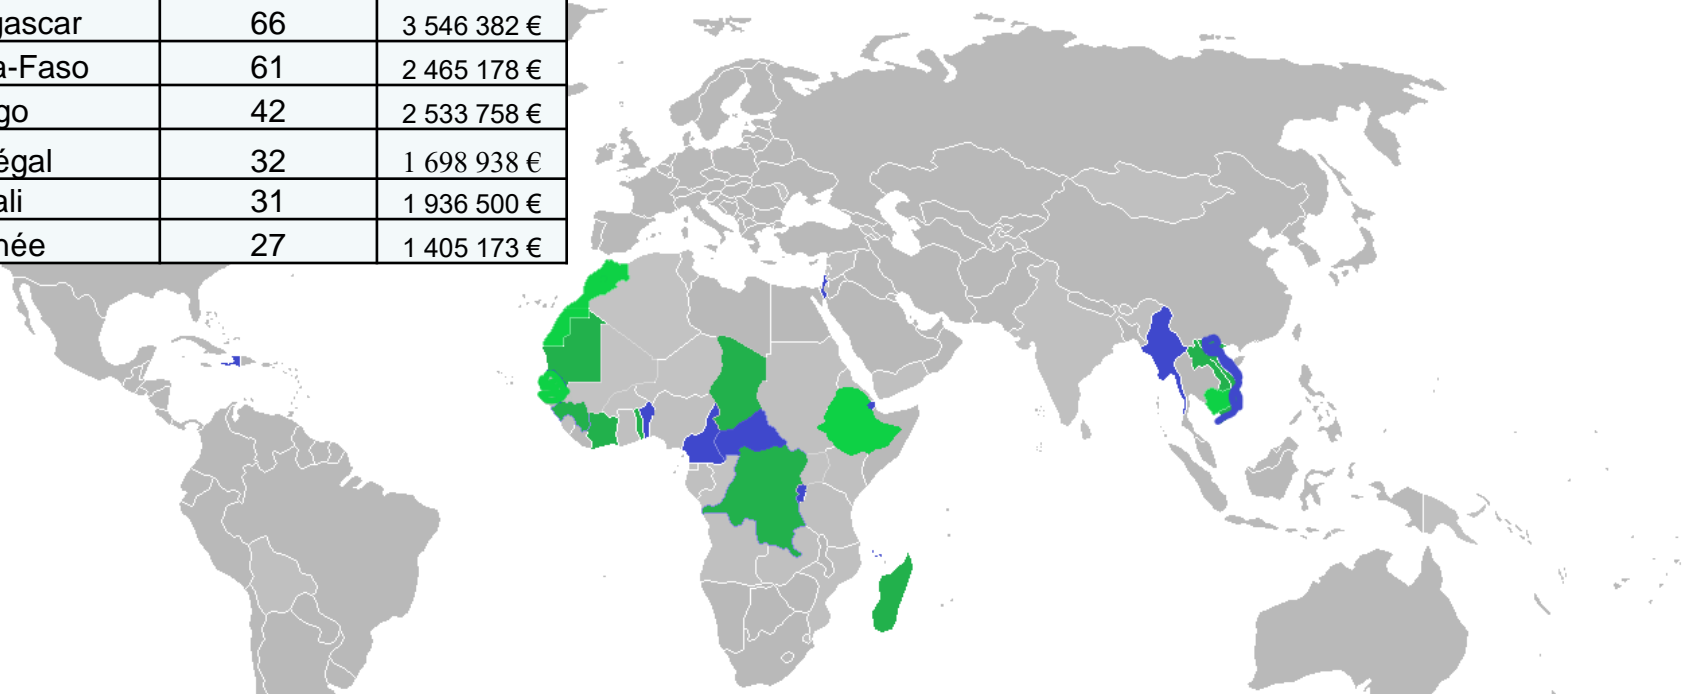 gascar 66 3 546 382 €
a-Faso 61 2 465 178 €
go 42 2 533 758 €
égal 32 1 698 938 €
ali 31 1 936 500 €
née 27 1 405 173 €